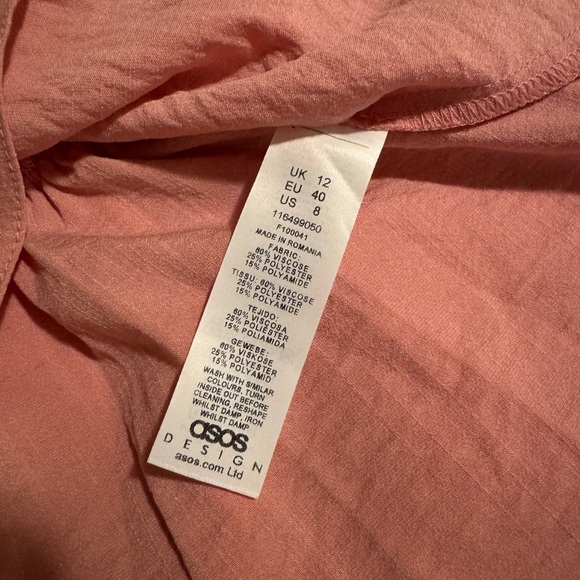 UK 12
EU 40
US 8
116499050
F100041
MADE IN ROMANIA
FABRIC:
60% VISCOSE
25% POLYESTER
15% POLYAMIDE
TISSU: 60% VISCOSE
25% POLYESTER
15% POLYAMIDE
TEJIDO:
60% VISCOSA
25% POLIESTER
15% POLIAMIDA
GEWEBE:
60% VISKOSE
25% POLYESTER
15% POLYAMID
WASH WITH SIMILAR
COLOURS, TURN
INSIDE OUT BEFORE
CLEANING, RESHAPE
WHILST DAMP, IRON
WHILST DAMP
asos
DESIGN
asos.com Ltd